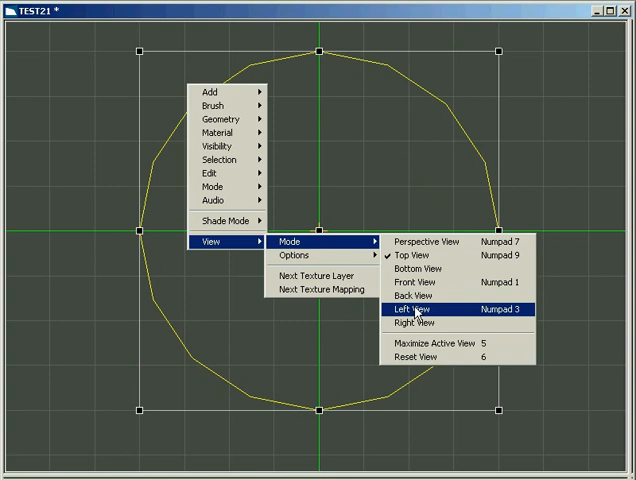 TEST21 *
Add
Brush
Geometry
Material
Visibility
Selection
Edit
Mode
Audio
Shade Mode
View
Mode
Options
Next Texture Layer
Next Texture Mapping
Perspective View Numpad 7
Top View Numpad 9
Bottom View
Front View Numpad 1
Back View
Left View Numpad 3
Right View
Maximize Active View 5
Reset View 6